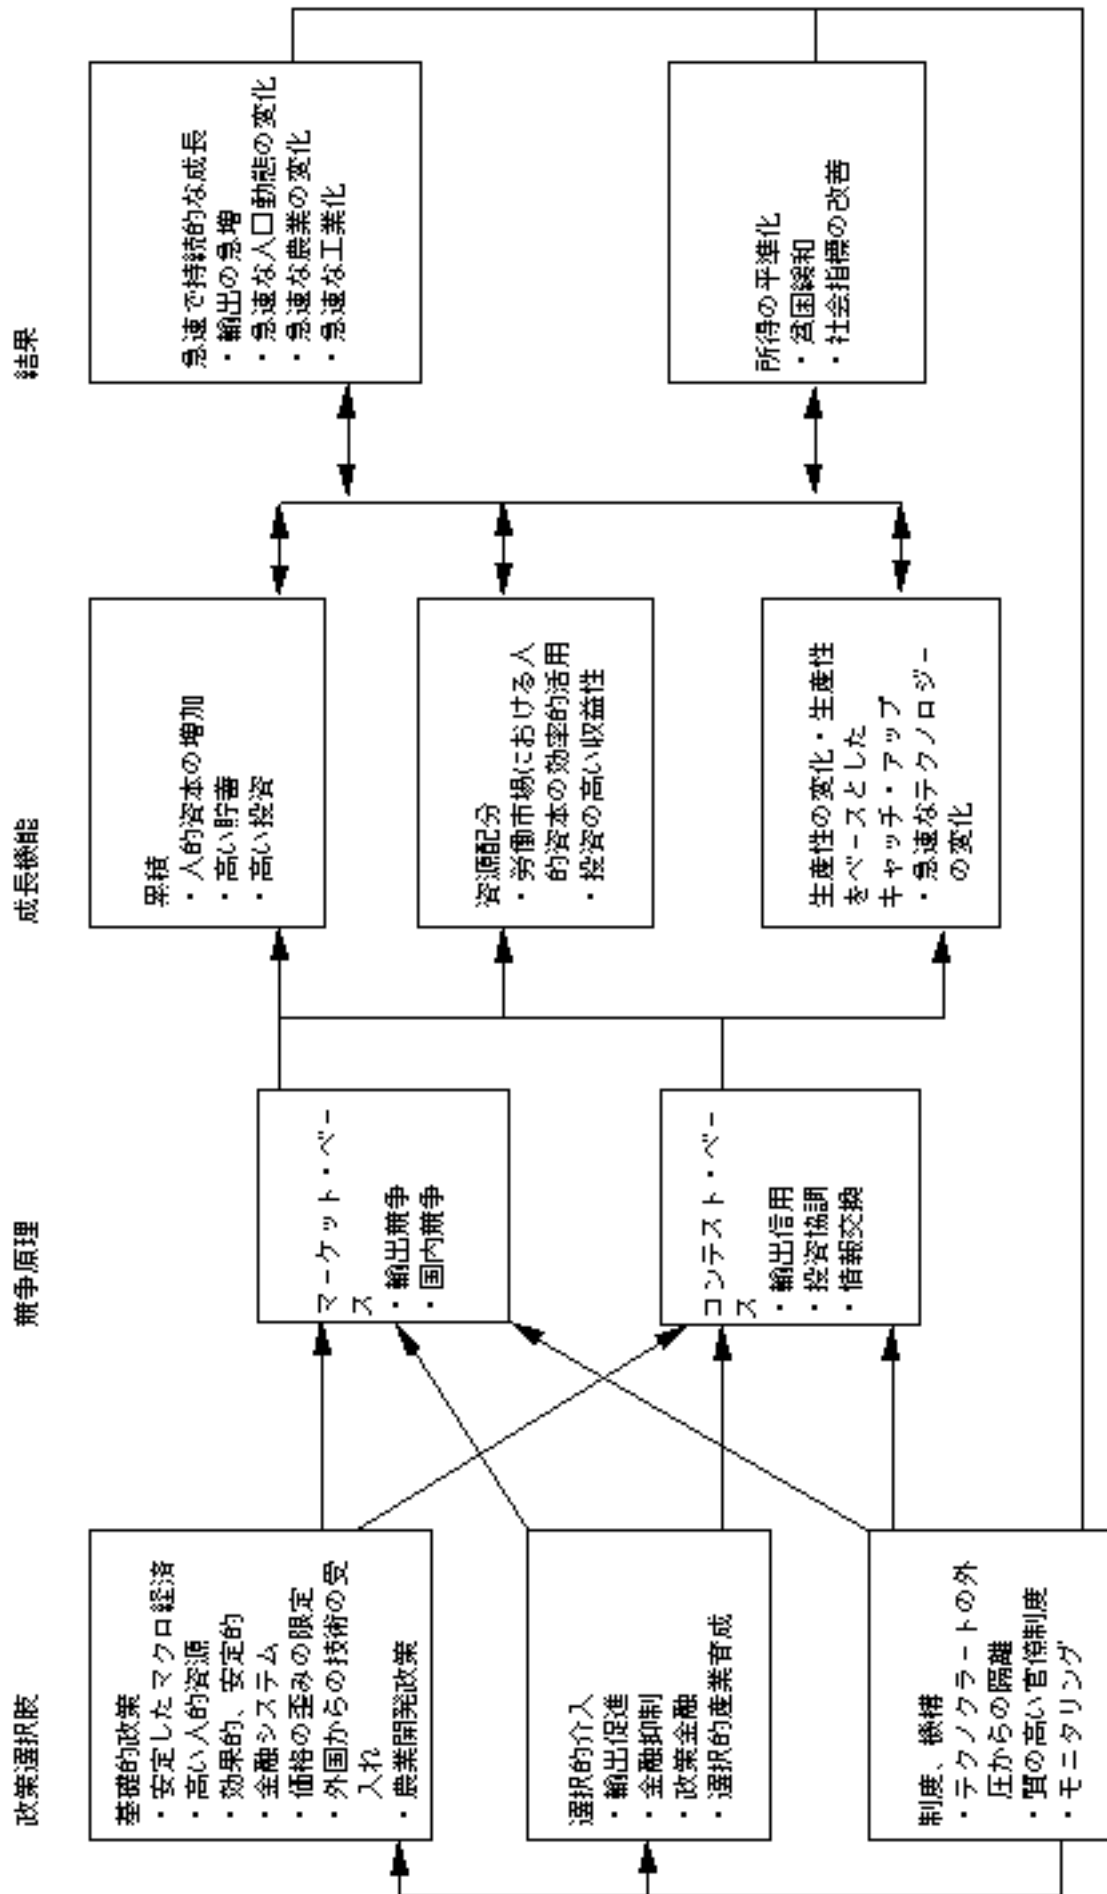 政策選択肢
競争原理
成長機能
結果
基礎的政策
・安定したマクロ経済
・高い人的資源
・効果的、安定的
・金融システム
・価格の歪みの限定
・外国からの技術の受
入れ
・農業開発政策
選択的介入
・輸出促進
・金融抑制
・政策金融
・選択的産業育成
制度、機構
・テクノクラートの外
圧からの隔離
・質の高い官僚制度
・モニタリング
マーケット・ベー
ス
・輸出競争
・国内競争
コンテスト・ベー
ス
・輸出信用
・投資協調
・情報交換
累積
・人的資本の増加
・高い貯蓄
・高い投資
資源配分
・労働市場における人
的資本の効率的活用
・投資の高い収益性
生産性の変化・生産性
をベースとした
キャッチ・アップ
・急速なテクノロジー
の変化
急速で持続的な成長
・輸出の急増
・急速な人口動態の変化
・急速な農業の変化
・急速な工業化
所得の平準化
・貧困緩和
・社会指標の改善